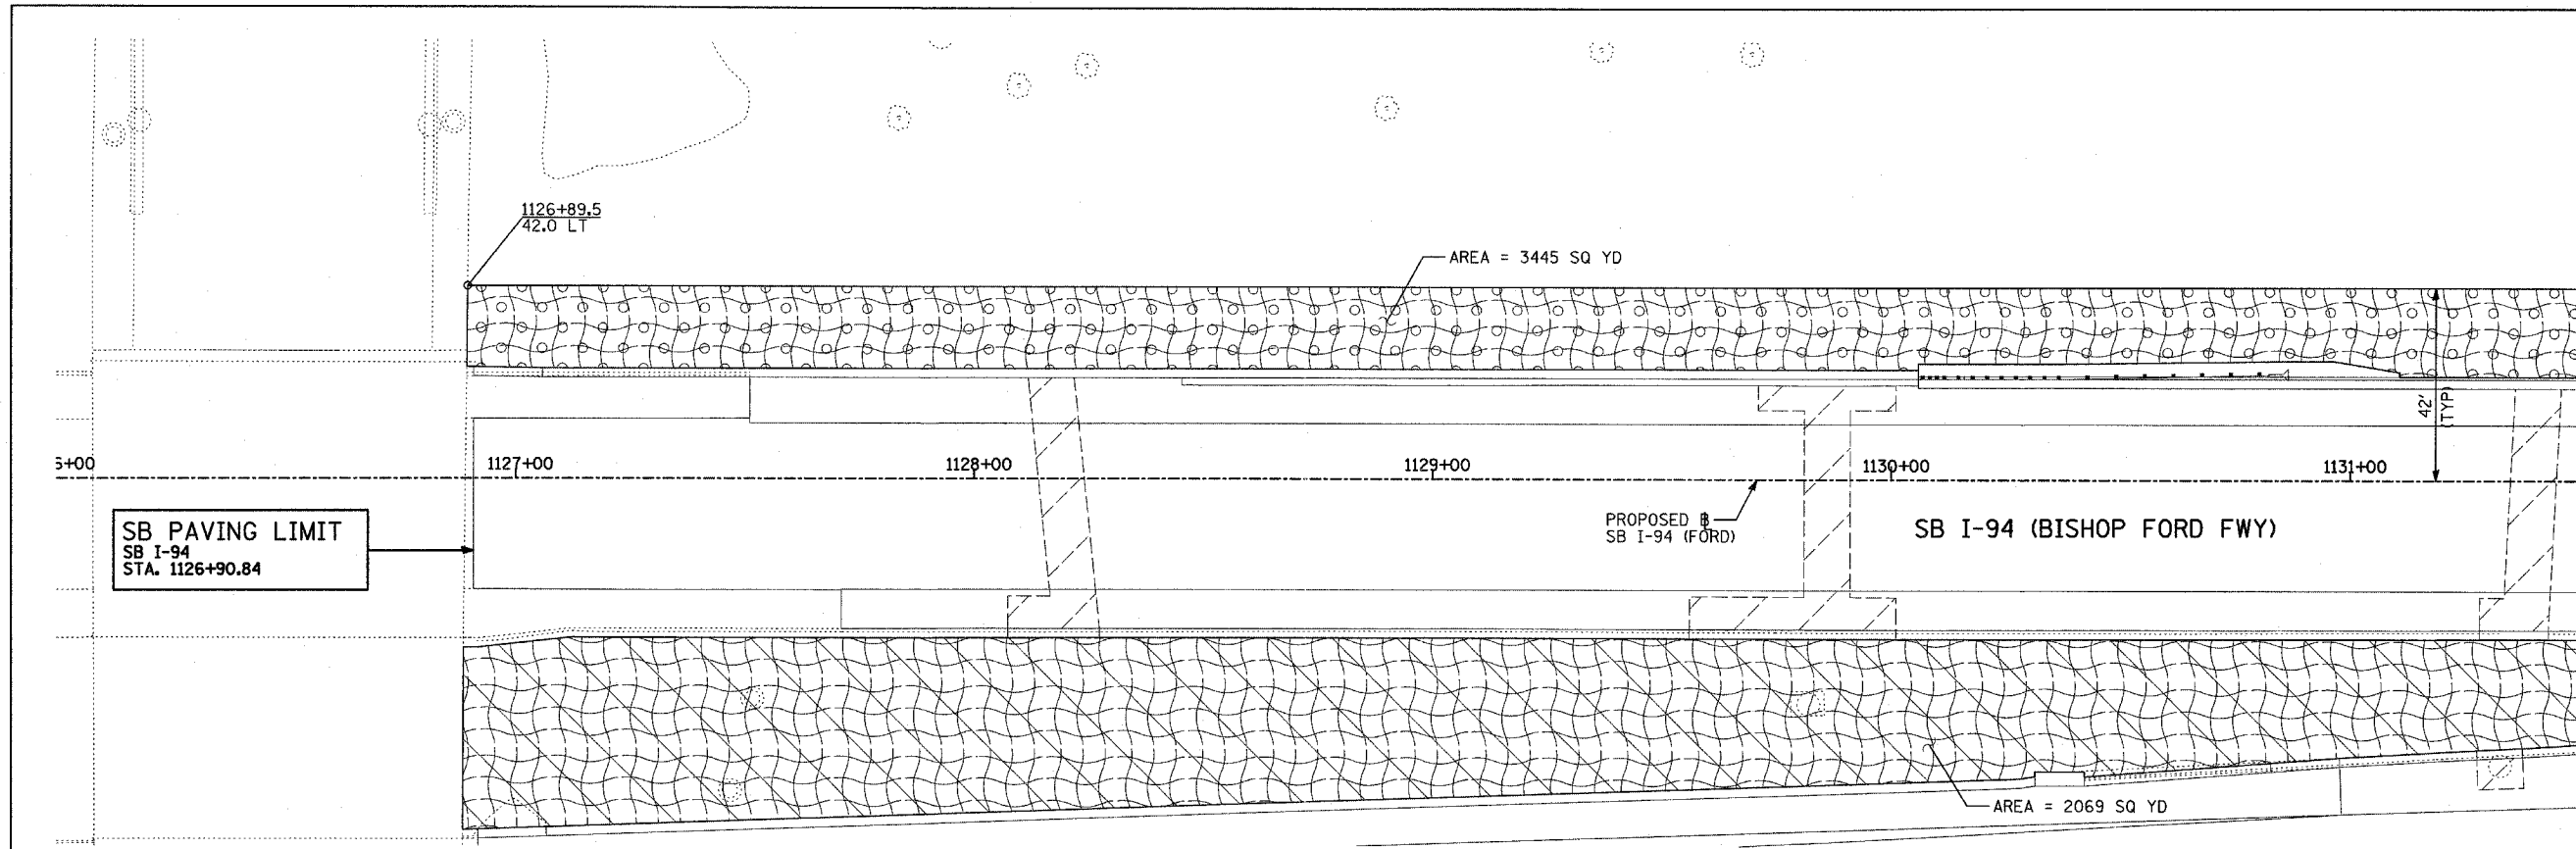 1126+89.5
42.0 LT
AREA = 3445 SQ YD
42'
(TYP)
5+00
1127+00
1128+00
1129+00
1130+00
1131+00
SB PAVING LIMIT
SB I-94
STA. 1126+90.84
PROPOSED ⅊
SB I-94 (FORD)
SB I-94 (BISHOP FORD FWY)
AREA = 2069 SQ YD